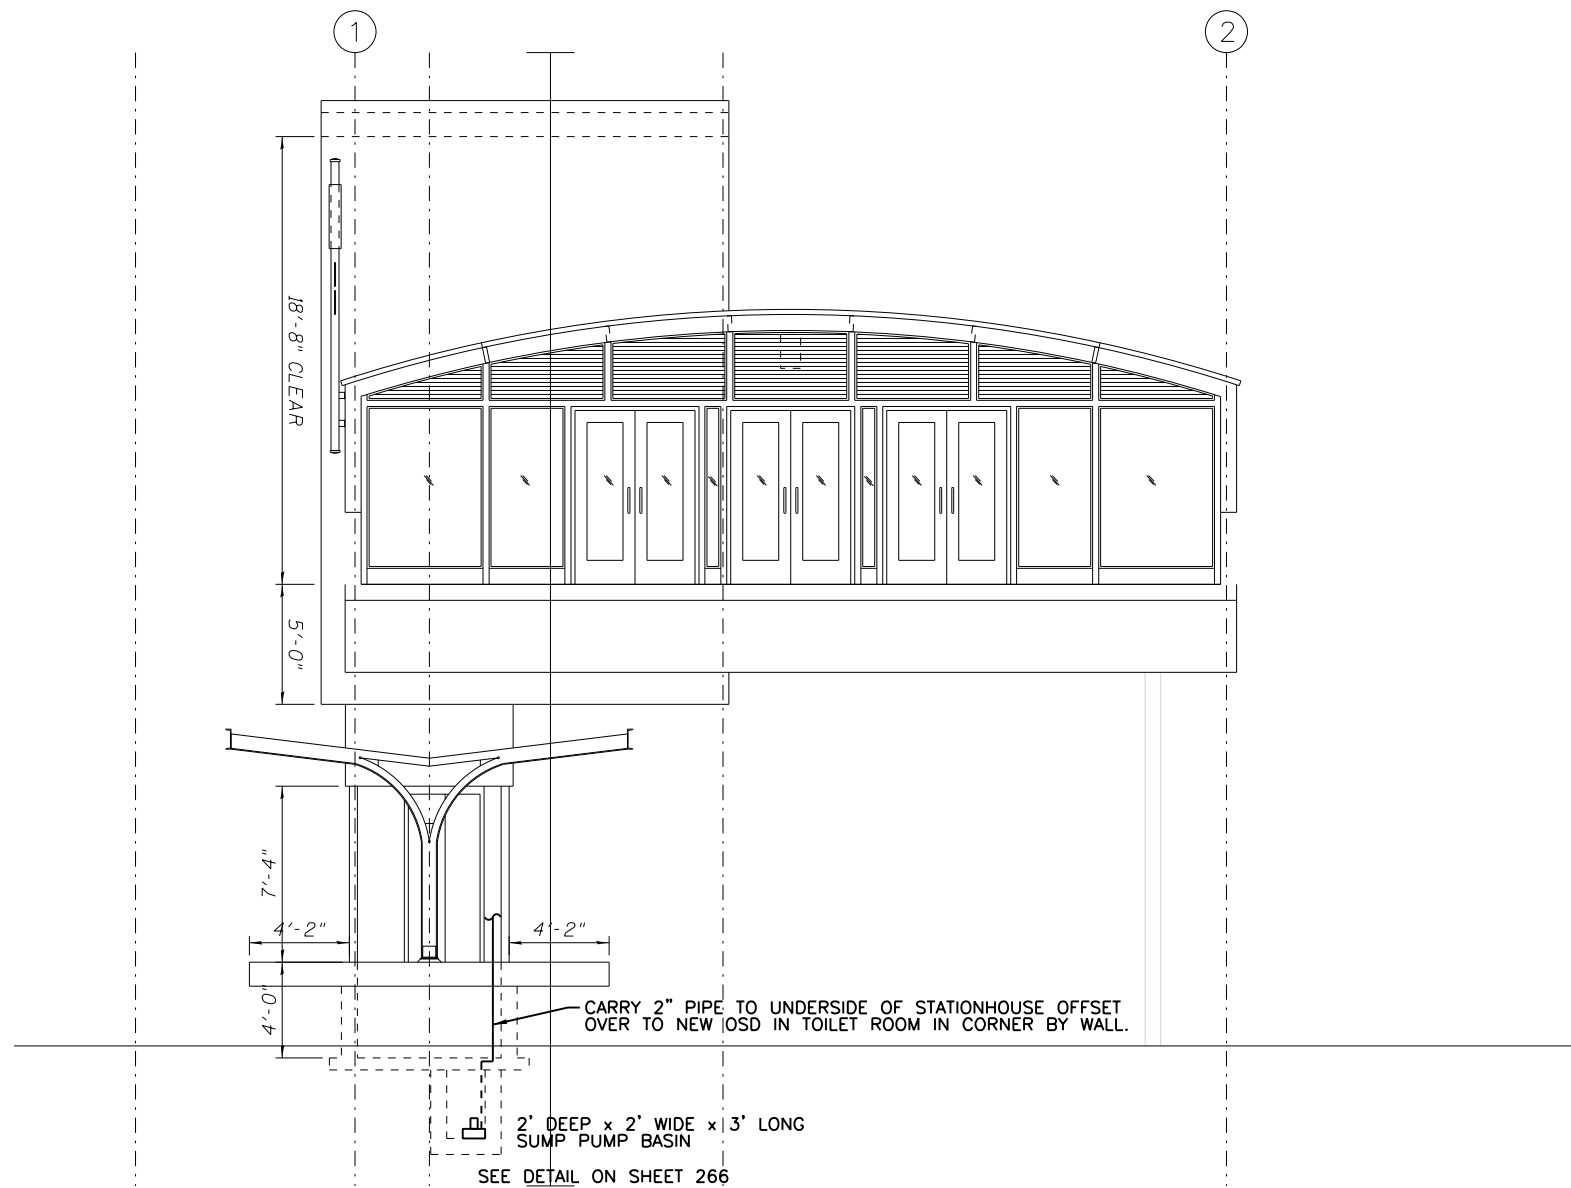 1
2
18'-8" CLEAR
5'-0"
7'-4"
4'-2"
4'-2"
4'-0"
CARRY 2" PIPE TO UNDERSIDE OF STATIONHOUSE OFFSET
OVER TO NEW OSD IN TOILET ROOM IN CORNER BY WALL.
2' DEEP x 2' WIDE x 3' LONG
SUMP PUMP BASIN
SEE DETAIL ON SHEET 266